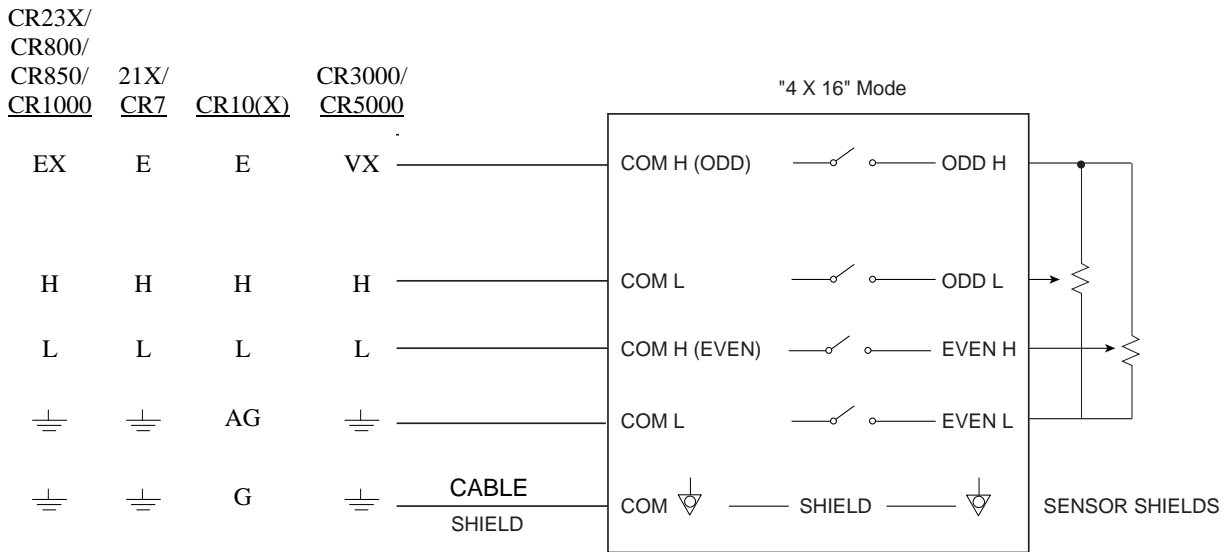 CR23X/
CR800/
CR850/ 21X/ CR3000/
CR1000 CR7 CR10(X) CR5000
"4 X 16" Mode
EX E E VX COM H (ODD) ODD H
H H H H COM L ODD L
L L L L COM H (EVEN) EVEN H
AG COM L EVEN L
G CABLE SHIELD COM SHIELD SENSOR SHIELDS